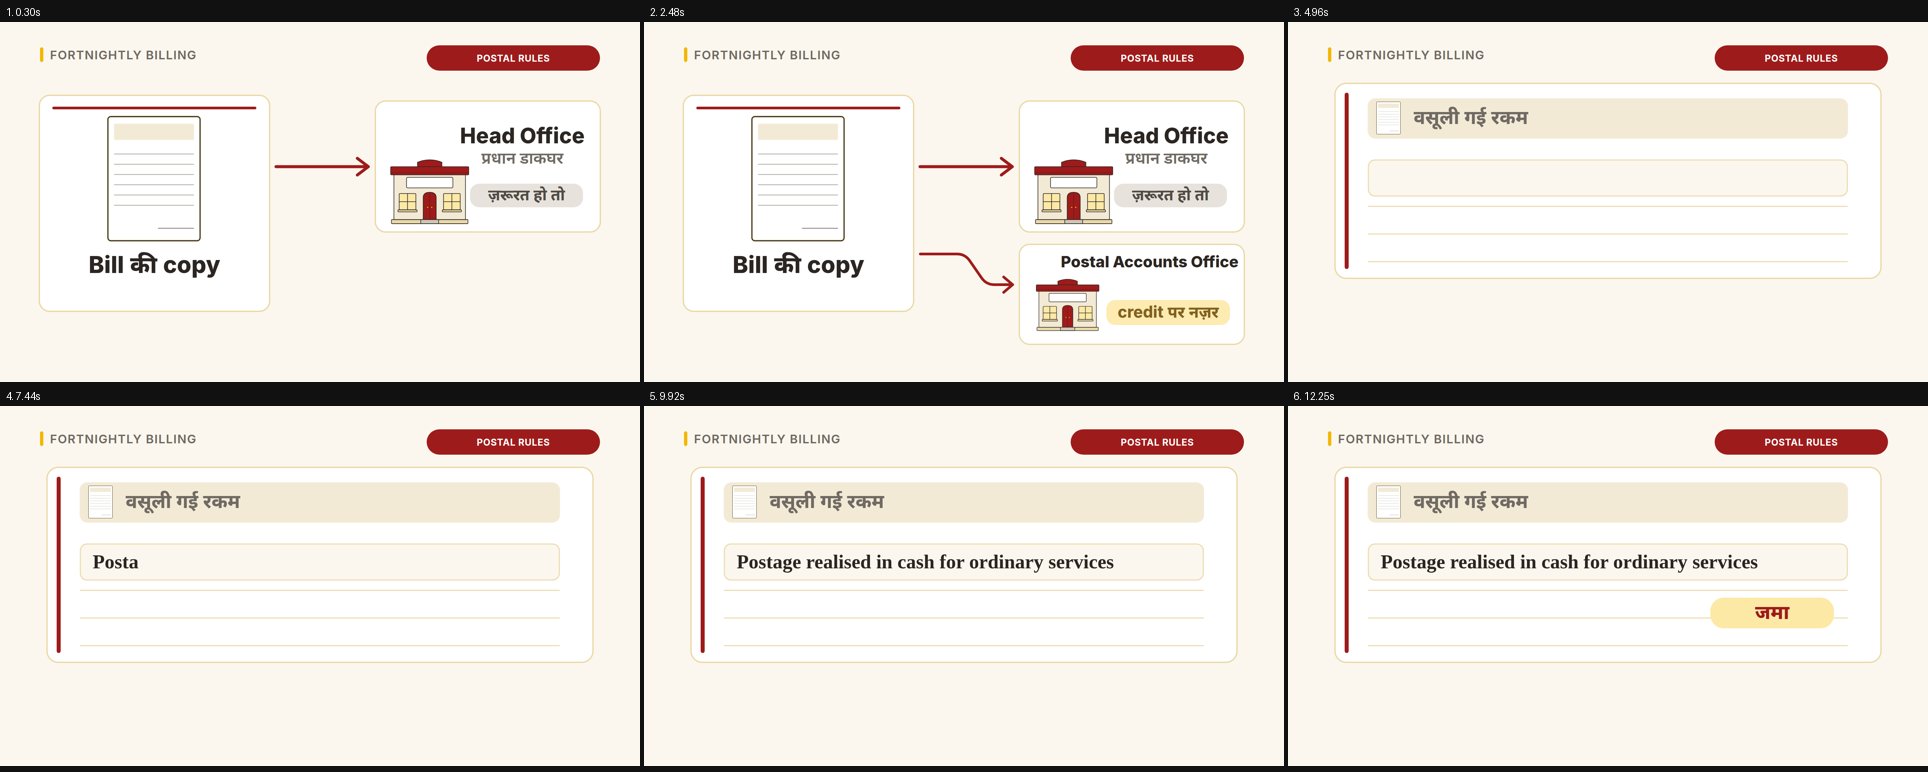 1. 0.30s
FORTNIGHTLY BILLING
POSTAL RULES
Bill की copy
Head Office
प्रधान डाकघर
ज़रूरत हो तो
2. 2.48s
FORTNIGHTLY BILLING
POSTAL RULES
Bill की copy
Head Office
प्रधान डाकघर
ज़रूरत हो तो
Postal Accounts Office
credit पर नज़र
3. 4.96s
FORTNIGHTLY BILLING
POSTAL RULES
वसूली गई रकम
4. 7.44s
FORTNIGHTLY BILLING
POSTAL RULES
वसूली गई रकम
Posta
5. 9.92s
FORTNIGHTLY BILLING
POSTAL RULES
वसूली गई रकम
Postage realised in cash for ordinary services
6. 12.25s
FORTNIGHTLY BILLING
POSTAL RULES
वसूली गई रकम
Postage realised in cash for ordinary services
जमा